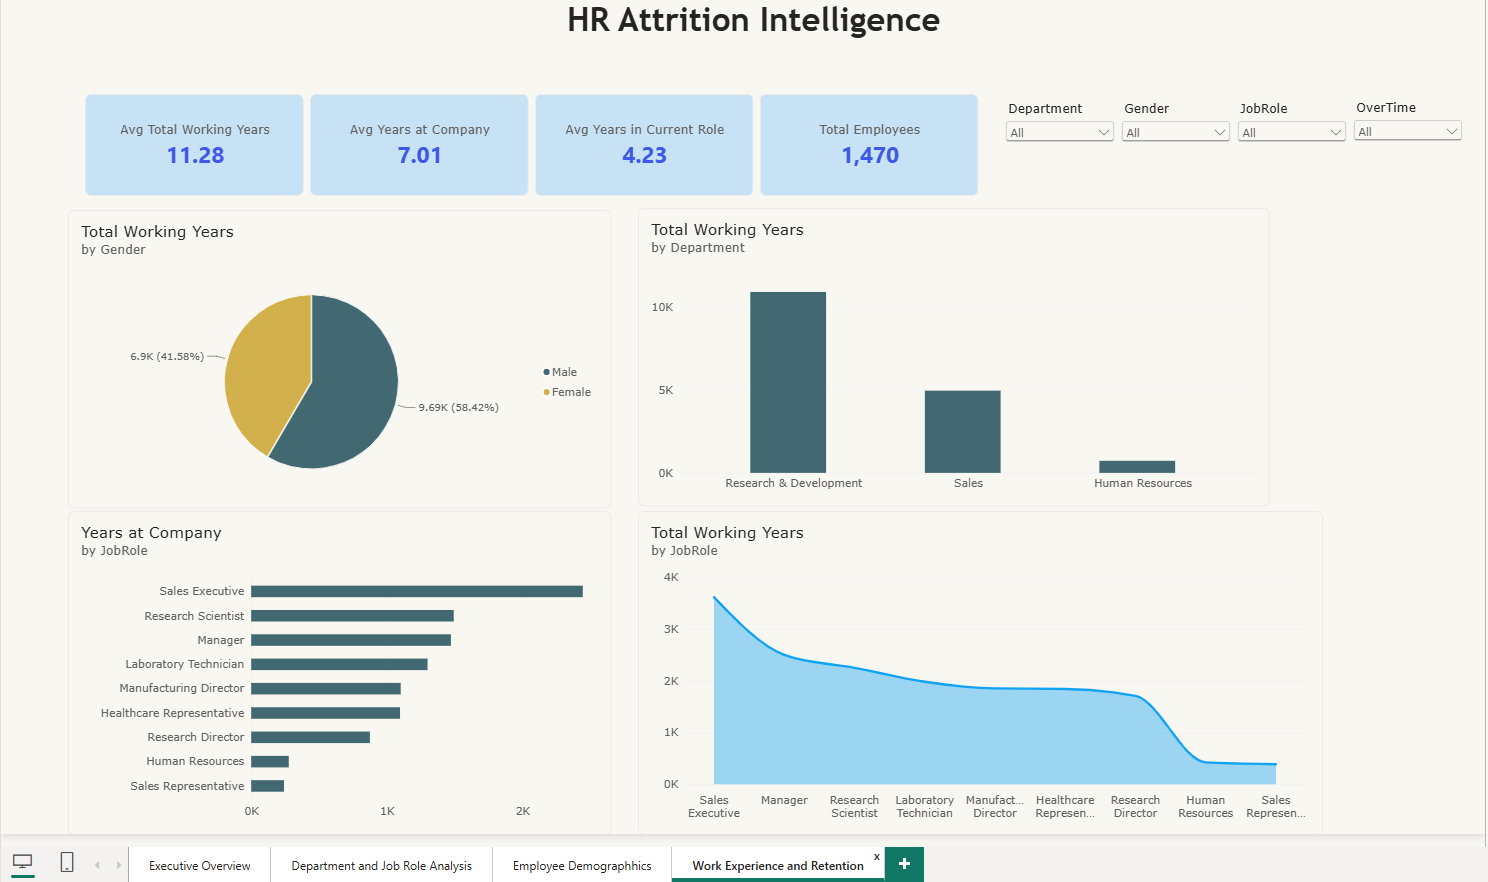 HR Attrition Intelligence
Avg Total Working Years
11.28
Avg Years at Company
7.01
Avg Years in Current Role
4.23
Total Employees
1,470
Department
All
Gender
All
JobRole
All
OverTime
All
Total Working Years
by Gender
6.9K (41.58%)
9.69K (58.42%)
Male
Female
Total Working Years
by Department
10K
5K
0K
Research & Development
Sales
Human Resources
Years at Company
by JobRole
Sales Executive
Research Scientist
Manager
Laboratory Technician
Manufacturing Director
Healthcare Representative
Research Director
Human Resources
Sales Representative
0K
1K
2K
Total Working Years
by JobRole
4K
3K
2K
1K
0K
Sales
Executive
Manager
Research
Scientist
Laboratory
Technician
Manufact...
Director
Healthcare
Represen...
Research
Director
Human
Resources
Sales
Represen...
Executive Overview
Department and Job Role Analysis
Employee Demographhics
Work Experience and Retention
x
+